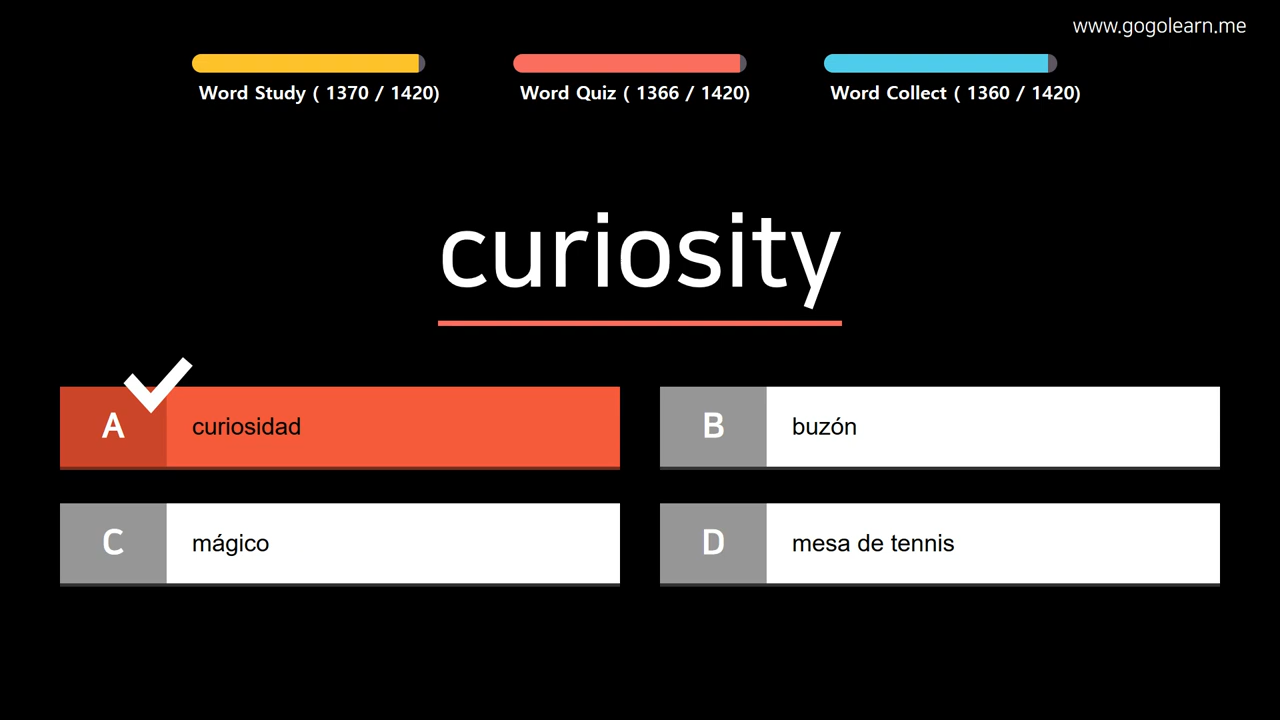 www.gogolearn.me
Word Study ( 1370 / 1420)
Word Quiz ( 1366 / 1420)
Word Collect ( 1360 / 1420)
curiosity
A curiosidad
B buzón
C mágico
D mesa de tennis